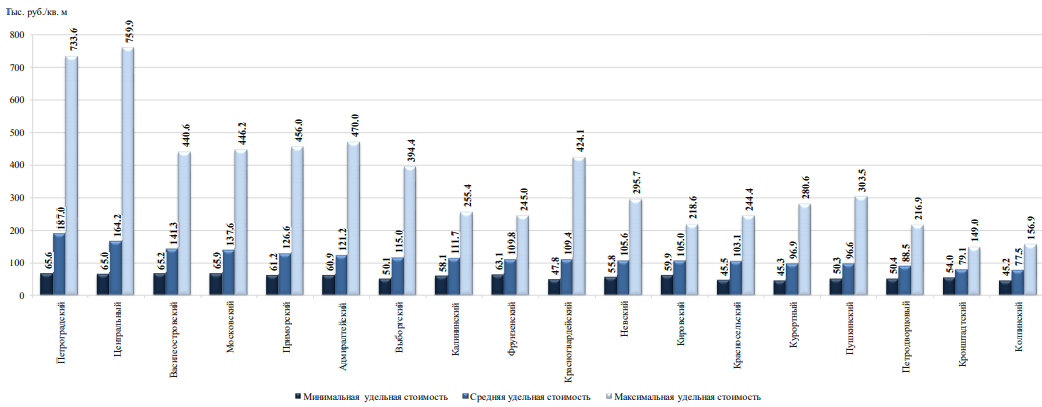 Тыс. руб./кв. м
800
700
600
500
400
300
200
100
0
65.6 187.0 733.6
65.0 164.2 759.9
65.2 141.3 440.6
65.9 137.6 446.2
61.2 126.6 456.0
60.9 121.2 470.0
50.1 115.0 394.4
58.1 111.7 255.4
63.1 109.8 245.0
47.8 109.4 424.1
55.8 105.6 295.7
59.9 105.0 218.6
45.5 103.1 244.4
45.3 96.9 280.6
50.3 96.6 303.5
50.4 88.5 216.9
54.0 79.1 149.0
45.2 77.5 156.9
Петроградский
Центральный
Василеостровский
Московский
Приморский
Адмиралтейский
Выборгский
Калининский
Фрунзенский
Красногвардейский
Невский
Кировский
Красносельский
Курортный
Пушкинский
Петродворцовый
Кронштадтский
Колпинский
Минимальная удельная стоимость
Средняя удельная стоимость
Максимальная удельная стоимость